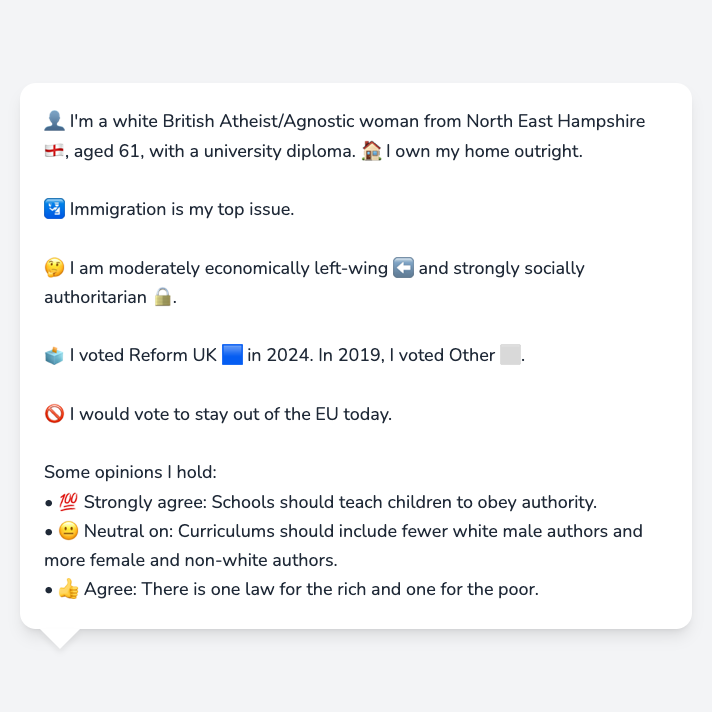 👤 I'm a white British Atheist/Agnostic woman from North East Hampshire
🏴󠁧󠁢󠁥󠁮󠁧󠁿, aged 61, with a university diploma. 🏠 I own my home outright.
🛂 Immigration is my top issue.
🤔 I am moderately economically left-wing ⬅️ and strongly socially
authoritarian 🔒.
🗳️ I voted Reform UK 🟦 in 2024. In 2019, I voted Other ⬜.
🚫 I would vote to stay out of the EU today.
Some opinions I hold:
• 💯 Strongly agree: Schools should teach children to obey authority.
• 😐 Neutral on: Curriculums should include fewer white male authors and
more female and non-white authors.
• 👍 Agree: There is one law for the rich and one for the poor.